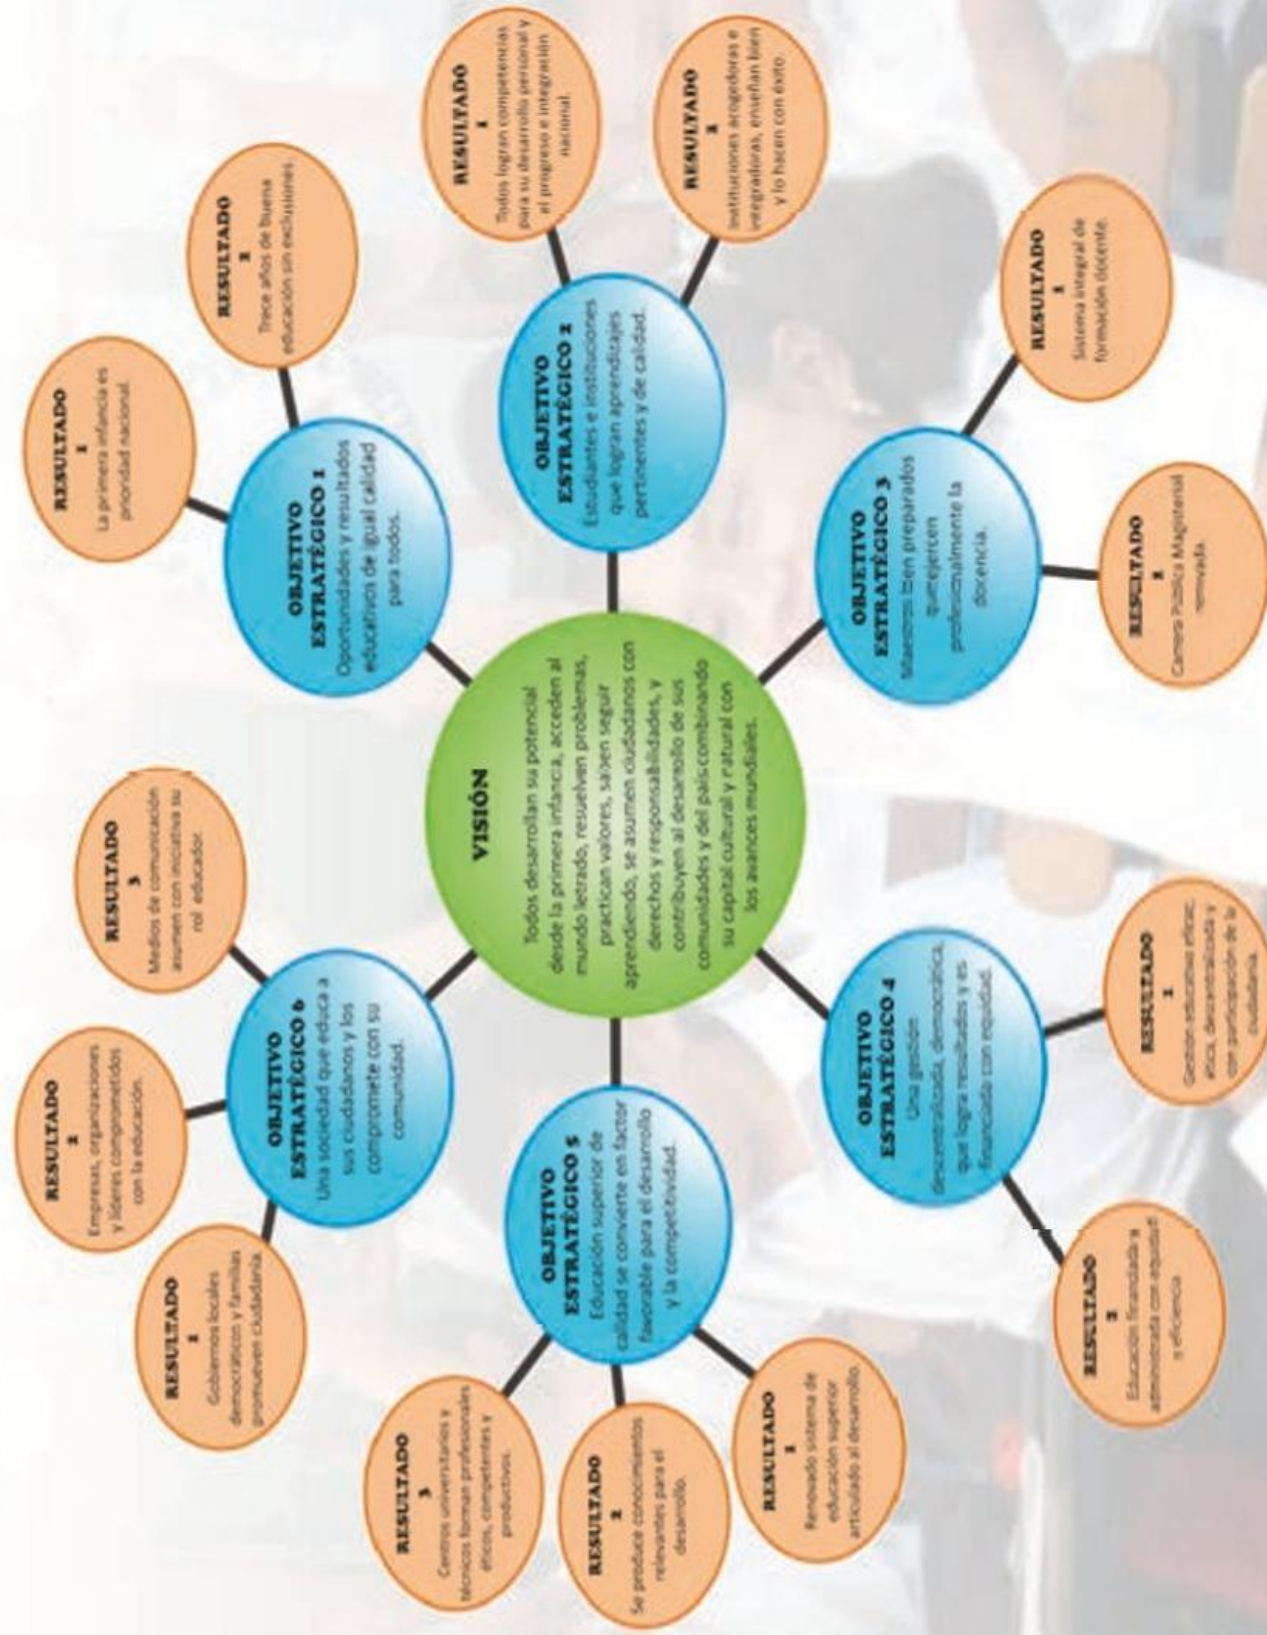 VISIÓN
Todos desarrollan su potencial
desde la primera infancia, acceden al
mundo letrado, resuelven problemas,
practican valores, saben seguir
aprendiendo, se asumen ciudadanos con
derechos y responsabilidades, y
contribuyen al desarrollo de sus
comunidades y del país combinando
su capital cultural y natural con
los avances mundiales.
OBJETIVO
ESTRATÉGICO 1
Oportunidades y resultados
educativos de igual calidad
para todos.
RESULTADO
1
La primera infancia es
prioridad nacional.
RESULTADO
2
Trece años de buena
educación sin exclusiones.
OBJETIVO
ESTRATÉGICO 2
Estudiantes e instituciones
que logran aprendizajes
pertinentes y de calidad.
RESULTADO
1
Todos logran competencias
para su desarrollo personal y
el progreso e integración
nacional.
RESULTADO
2
Instituciones acogedoras e
integradoras, enseñan bien
y lo hacen con éxito.
OBJETIVO
ESTRATÉGICO 3
Maestros bien preparados
que ejercen
profesionalmente la
docencia.
RESULTADO
1
Sistema integral de
formación docente.
RESULTADO
2
Carrera Pública Magisterial
renovada.
OBJETIVO
ESTRATÉGICO 4
Una gestión
descentralizada, democrática,
que logra resultados y es
financiada con equidad.
RESULTADO
1
Gestión educativa eficaz,
ética, descentralizada y
con participación de la
ciudadanía.
RESULTADO
2
Educación financiada y
administrada con equidad
y eficiencia.
OBJETIVO
ESTRATÉGICO 5
Educación superior de
calidad se convierte en factor
favorable para el desarrollo
y la competitividad.
RESULTADO
1
Renovado sistema de
educación superior
articulado al desarrollo.
RESULTADO
2
Se produce conocimientos
relevantes para el
desarrollo.
RESULTADO
3
Centros universitarios y
técnicos forman profesionales
éticos, competentes y
productivos.
OBJETIVO
ESTRATÉGICO 6
Una sociedad que educa a
sus ciudadanos y los
compromete con su
comunidad.
RESULTADO
1
Gobiernos locales
democráticos y familias
promueven ciudadanía.
RESULTADO
2
Empresas, organizaciones
y líderes comprometidos
con la educación.
RESULTADO
3
Medios de comunicación
asumen con iniciativa su
rol educador.